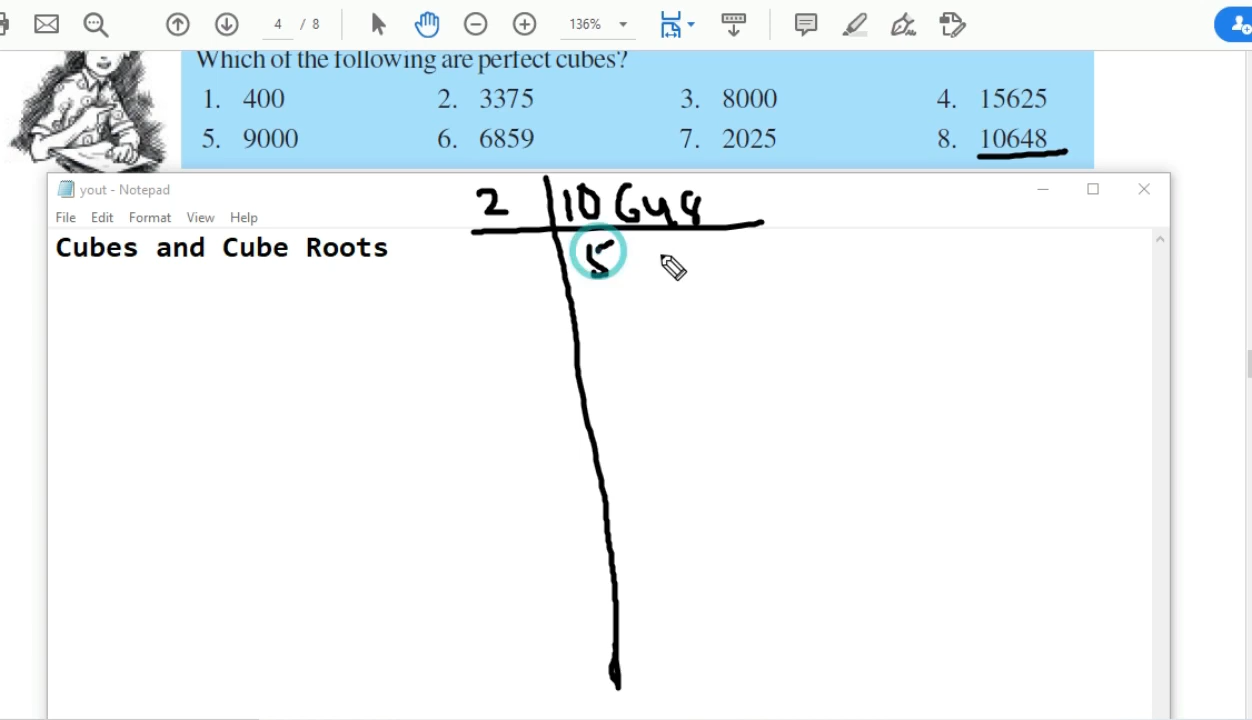 4 / 8 136%
Which of the following are perfect cubes?
1. 400 2. 3375 3. 8000 4. 15625
5. 9000 6. 6859 7. 2025 8. 10648
yout - Notepad
File Edit Format View Help
2 10648
5
Cubes and Cube Roots